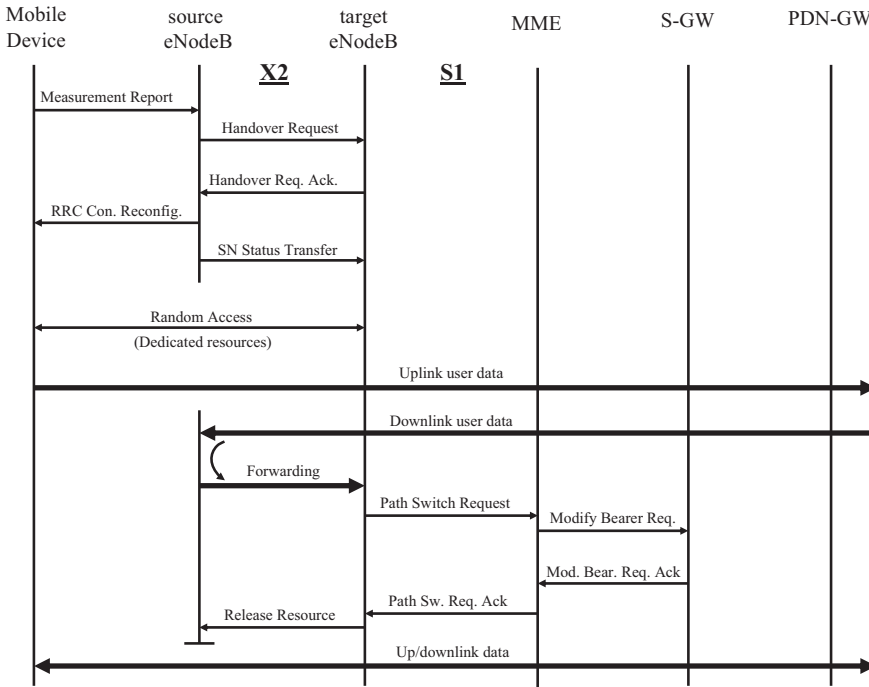 Mobile
Device
source
eNodeB
target
eNodeB
MME
S-GW
PDN-GW
X2
S1
Measurement Report
Handover Request
Handover Req. Ack.
RRC Con. Reconfig.
SN Status Transfer
Random Access
(Dedicated resources)
Uplink user data
Downlink user data
Forwarding
Path Switch Request
Modify Bearer Req.
Mod. Bear. Req. Ack
Path Sw. Req. Ack
Release Resource
Up/downlink data